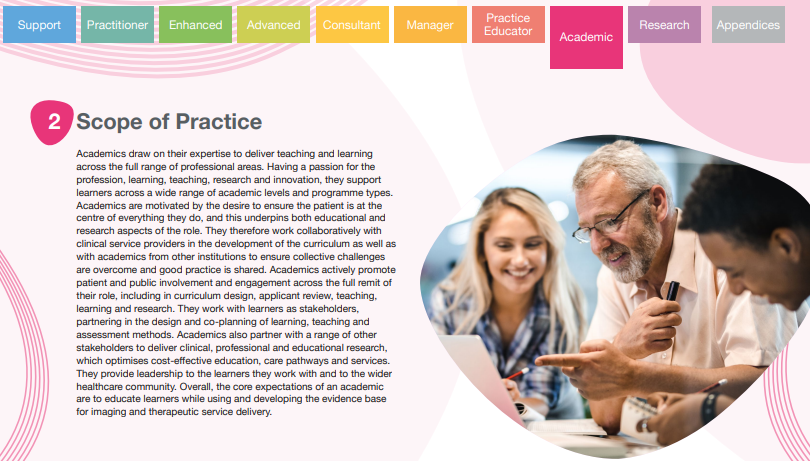 Support
Practitioner
Enhanced
Advanced
Consultant
Manager
Practice
Educator
Academic
Research
Appendices
2 Scope of Practice
Academics draw on their expertise to deliver teaching and learning
across the full range of professional areas. Having a passion for the
profession, learning, teaching, research and innovation, they support
learners across a wide range of academic levels and programme types.
Academics are motivated by the desire to ensure the patient is at the
centre of everything they do, and this underpins both educational and
research aspects of the role. They therefore work collaboratively with
clinical service providers in the development of the curriculum as well as
with academics from other institutions to ensure collective challenges
are overcome and good practice is shared. Academics actively promote
patient and public involvement and engagement across the full remit of
their role, including in curriculum design, applicant review, teaching,
learning and research. They work with learners as stakeholders,
partnering in the design and co-planning of learning, teaching and
assessment methods. Academics also partner with a range of other
stakeholders to deliver clinical, professional and educational research,
which optimises cost-effective education, care pathways and services.
They provide leadership to the learners they work with and to the wider
healthcare community. Overall, the core expectations of an academic
are to educate learners while using and developing the evidence base
for imaging and therapeutic service delivery.